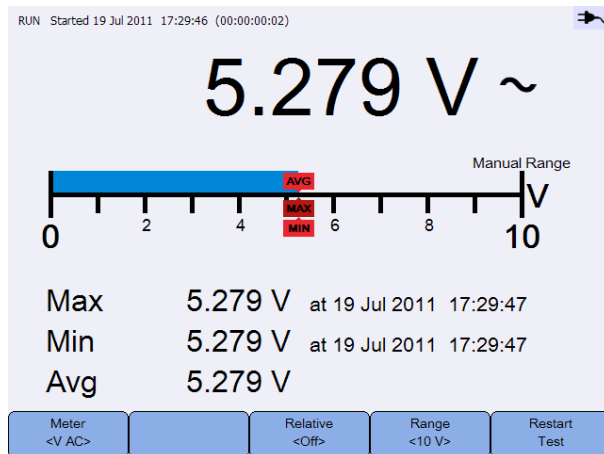 RUN Started 19 Jul 2011 17:29:46 (00:00:00:02)
5.279 V ~
Manual Range
AVG
V
MAX
0 2 4 6 8 10
MIN
Max 5.279 V at 19 Jul 2011 17:29:47
Min 5.279 V at 19 Jul 2011 17:29:47
Avg 5.279 V
Meter Relative Range Restart
<V AC> <Off> <10 V> Test